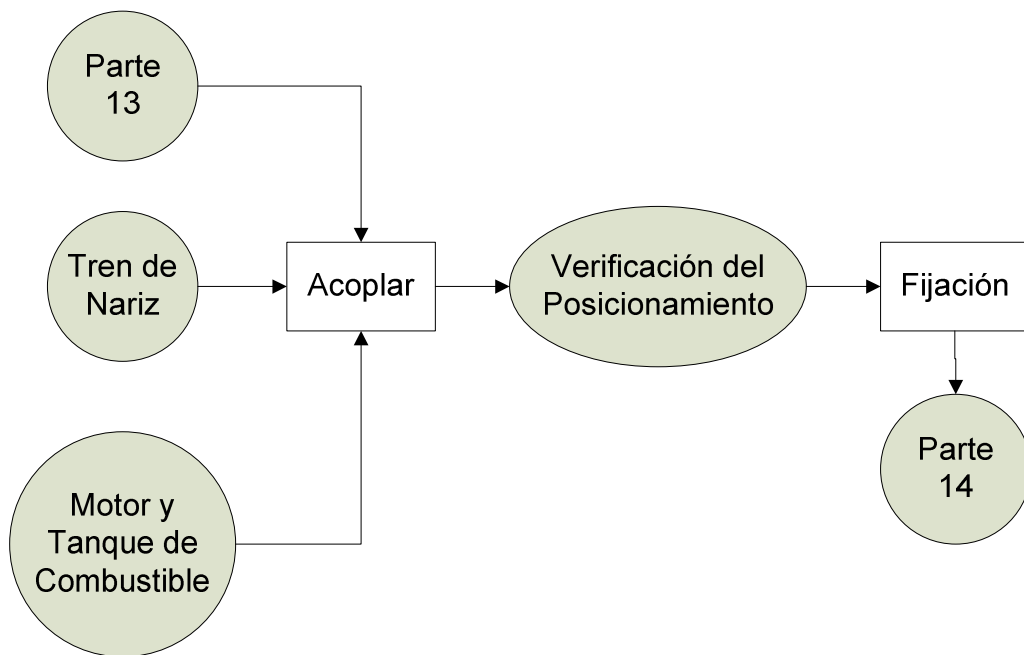 Parte
13
Tren de
Nariz
Acoplar
Verificación del
Posicionamiento
Fijación
Motor y
Tanque de
Combustible
Parte
14